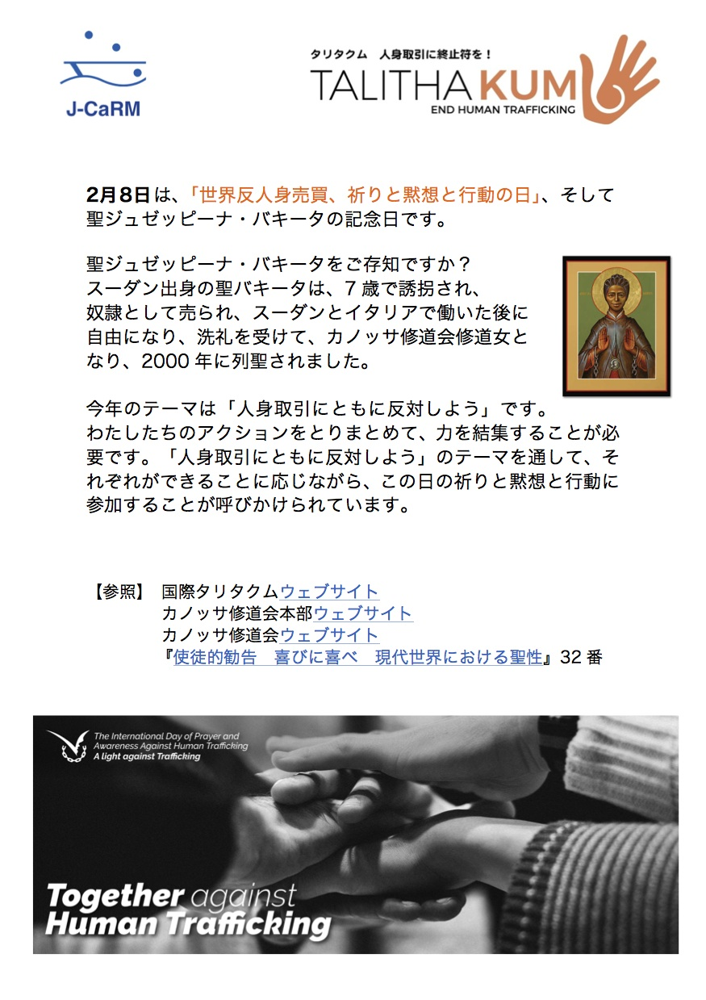 J-CaRM
タリタクム　人身取引に終止符を！
TALITHA KUM
END HUMAN TRAFFICKING
2月8日は、「世界反人身売買、祈りと黙想と行動の日」、そして
聖ジュゼッピーナ・バキータの記念日です。
聖ジュゼッピーナ・バキータをご存知ですか？
スーダン出身の聖バキータは、7 歳で誘拐され、
奴隷として売られ、スーダンとイタリアで働いた後に
自由になり、洗礼を受けて、カノッサ修道会修道女と
なり、2000 年に列聖されました。
今年のテーマは「人身取引にともに反対しよう」です。
わたしたちのアクションをとりまとめて、力を結集することが必
要です。「人身取引にともに反対しよう」のテーマを通して、そ
れぞれができることに応じながら、この日の祈りと黙想と行動に
参加することが呼びかけられています。
【参照】　国際タリタクムウェブサイト
カノッサ修道会本部ウェブサイト
カノッサ修道会ウェブサイト
『使徒的勧告　喜びに喜べ　現代世界における聖性』32 番
The International Day of Prayer and
Awareness Against Human Trafficking
A light against Trafficking
Together against
Human Trafficking